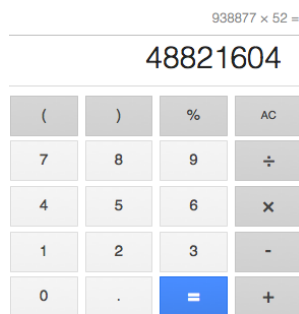 938877 × 52 =
48821604
( ) % AC
7 8 9 ÷
4 5 6 ×
1 2 3 -
0 . = +